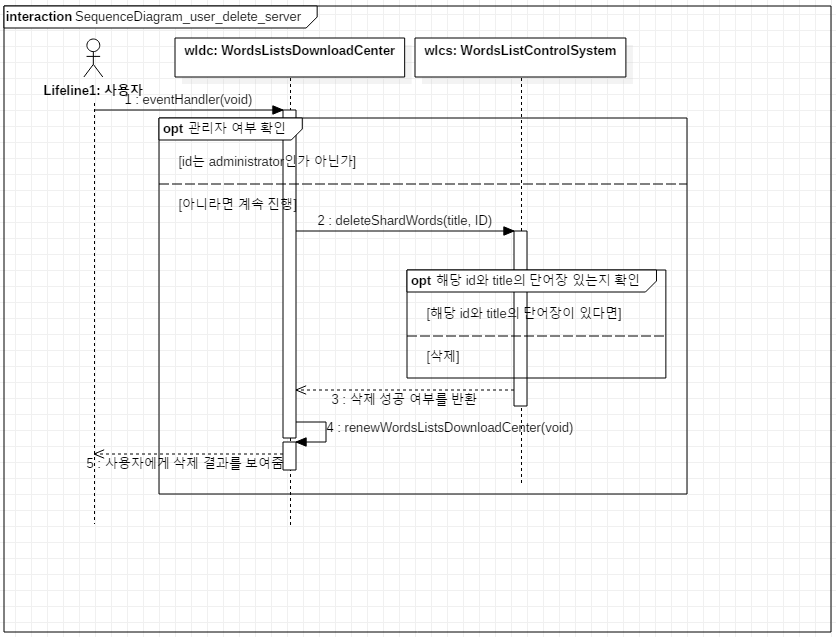 interaction SequenceDiagram_user_delete_server
wldc: WordsListsDownloadCenter
wlcs: WordsListControlSystem
Lifeline1: 사용자
1 : eventHandler(void)
opt 관리자 여부 확인
[id는 administrator인가 아닌가]
[아니라면 계속 진행]
2 : deleteShardWords(title, ID)
opt 해당 id와 title의 단어장 있는지 확인
[해당 id와 title의 단어장이 있다면]
[삭제]
3 : 삭제 성공 여부를 반환
4 : renewWordsListsDownloadCenter(void)
5 : 사용자에게 삭제 결과를 보여줌